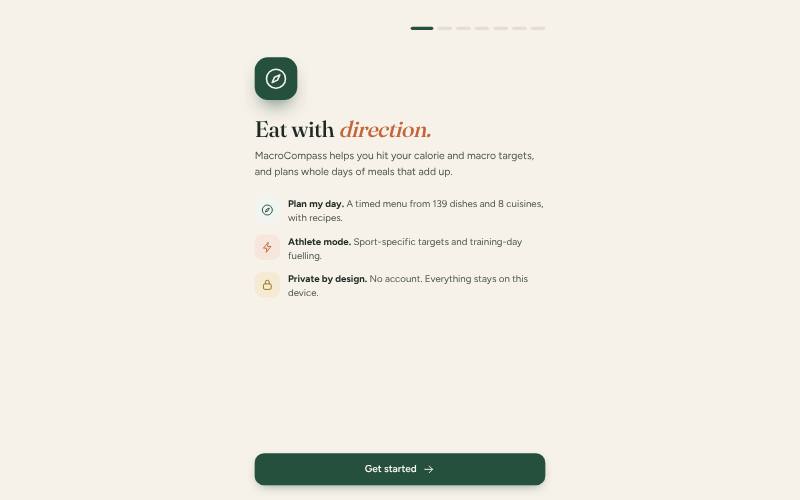 Eat with direction.
MacroCompass helps you hit your calorie and macro targets,
and plans whole days of meals that add up.
Plan my day. A timed menu from 139 dishes and 8 cuisines,
with recipes.
Athlete mode. Sport-specific targets and training-day
fuelling.
Private by design. No account. Everything stays on this
device.
Get started →